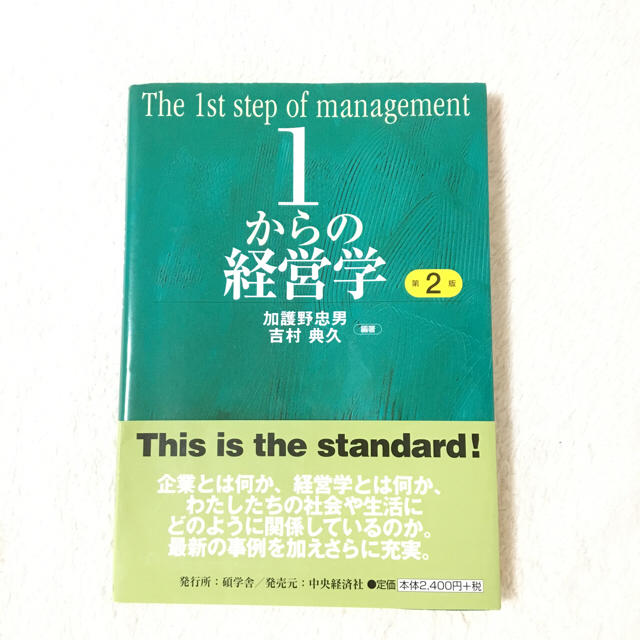 The 1st step of management
1
からの
経営学
第2版
加護野忠男
吉村 典久
編著
This is the standard!
企業とは何か、経営学とは何か、
わたしたちの社会や生活に
どのように関係しているのか。
最新の事例を加えさらに充実。
発行所：碩学舎／発売元：中央経済社 ●定価 本体2,400円+税